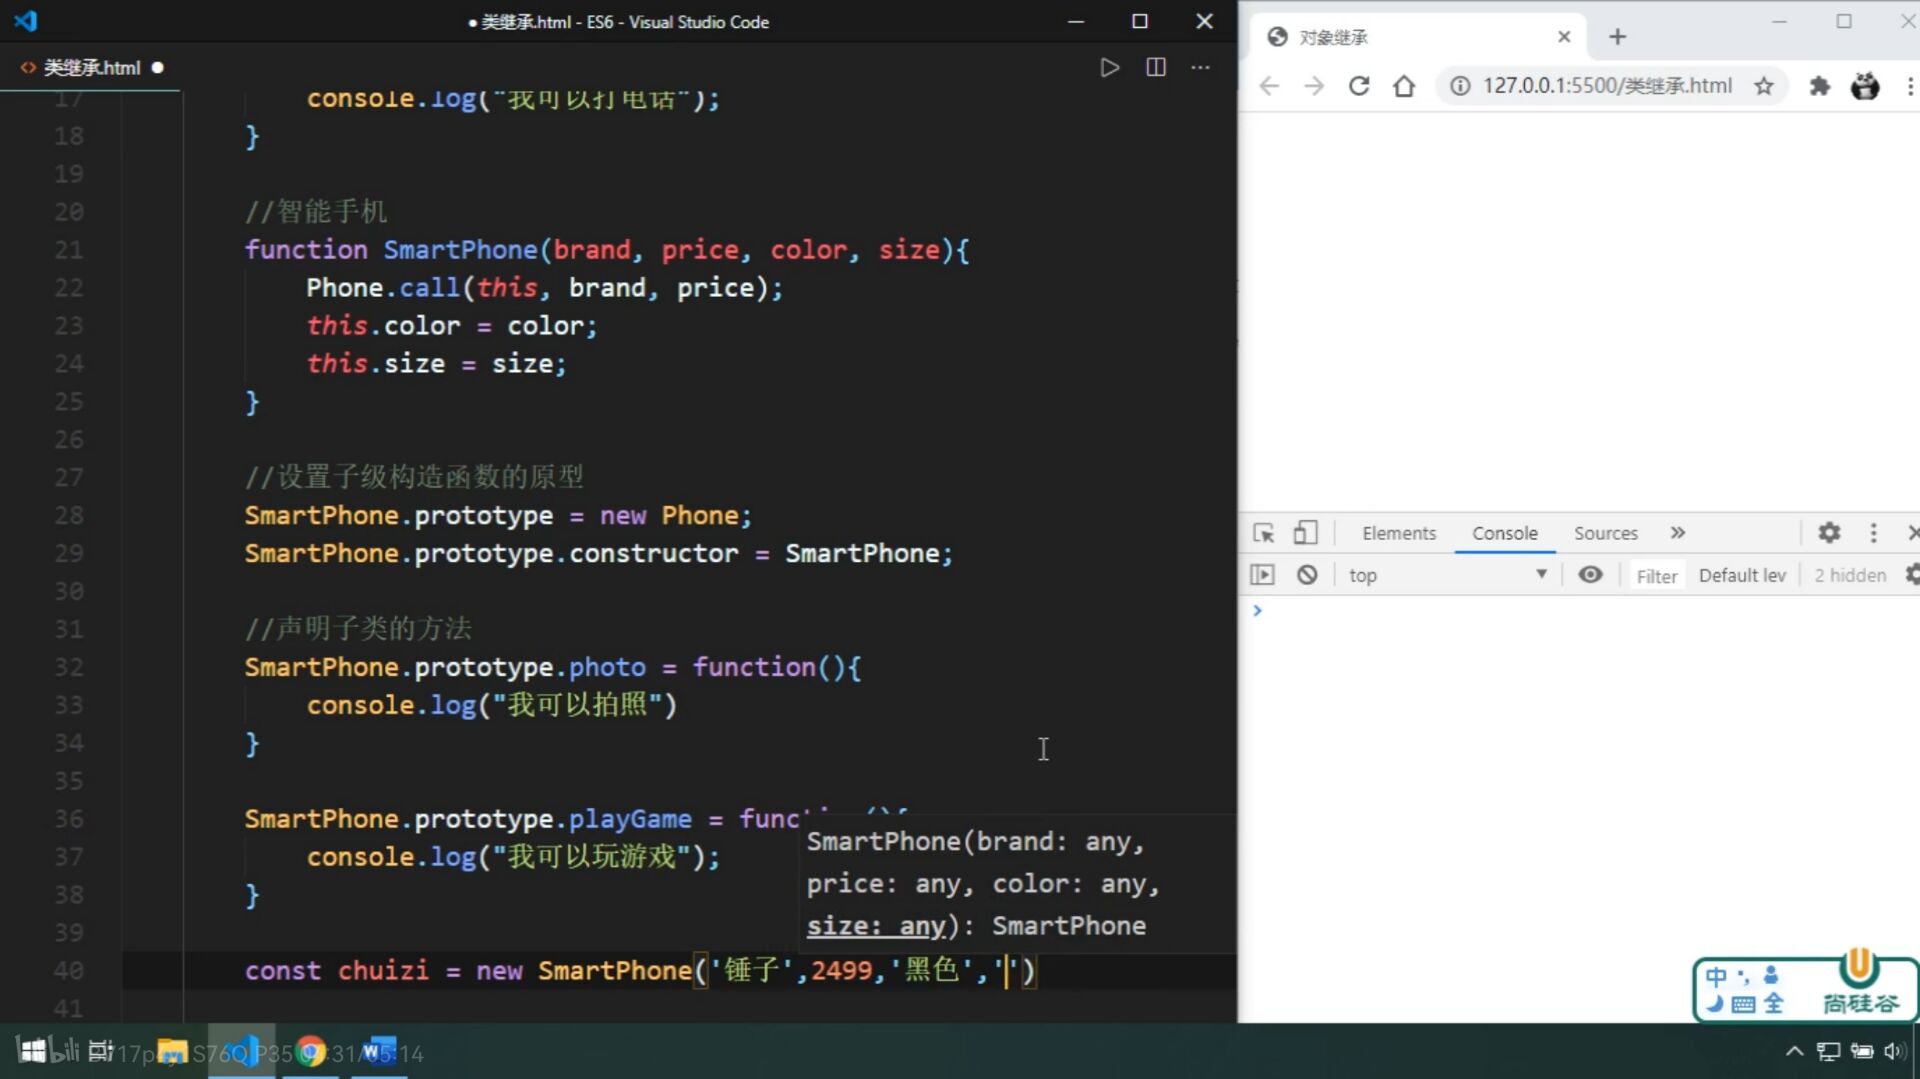 ● 类继承.html - ES6 - Visual Studio Code
类继承.html ●
17 console.log("我可以打电话");
18 }
19
20 //智能手机
21 function SmartPhone(brand, price, color, size){
22 Phone.call(this, brand, price);
23 this.color = color;
24 this.size = size;
25 }
26
27 //设置子级构造函数的原型
28 SmartPhone.prototype = new Phone;
29 SmartPhone.prototype.constructor = SmartPhone;
30
31 //声明子类的方法
32 SmartPhone.prototype.photo = function(){
33 console.log("我可以拍照")
34 }
35
36 SmartPhone.prototype.playGame = function(){
37 console.log("我可以玩游戏");
38 }
39
40 const chuizi = new SmartPhone('锤子',2499,'黑色','')
41
SmartPhone(brand: any,
price: any, color: any,
size: any): SmartPhone
对象继承
127.0.0.1:5500/类继承.html
Elements Console Sources »
top Filter Default lev 2 hidden
中 全
尚硅谷